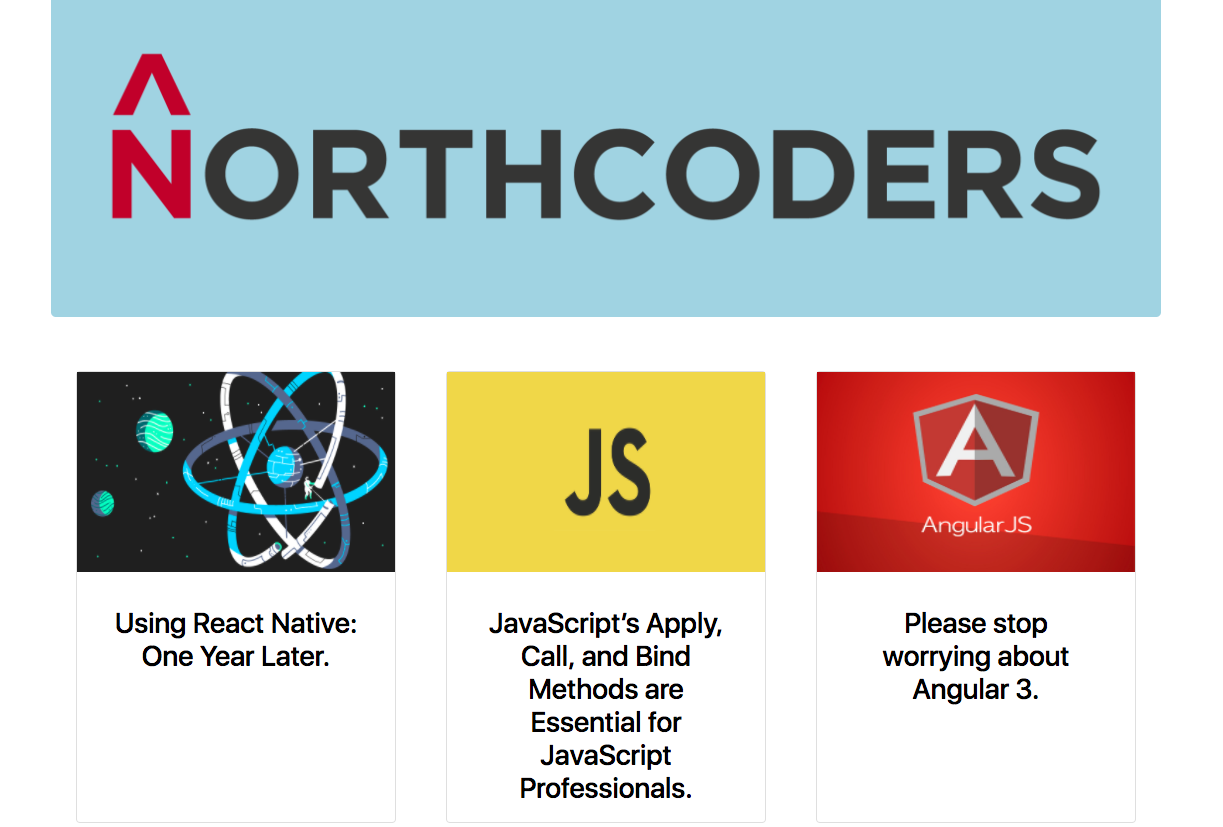 NORTHCODERS
JS
AngularJS
Using React Native:
One Year Later.
JavaScript’s Apply,
Call, and Bind
Methods are
Essential for
JavaScript
Professionals.
Please stop
worrying about
Angular 3.